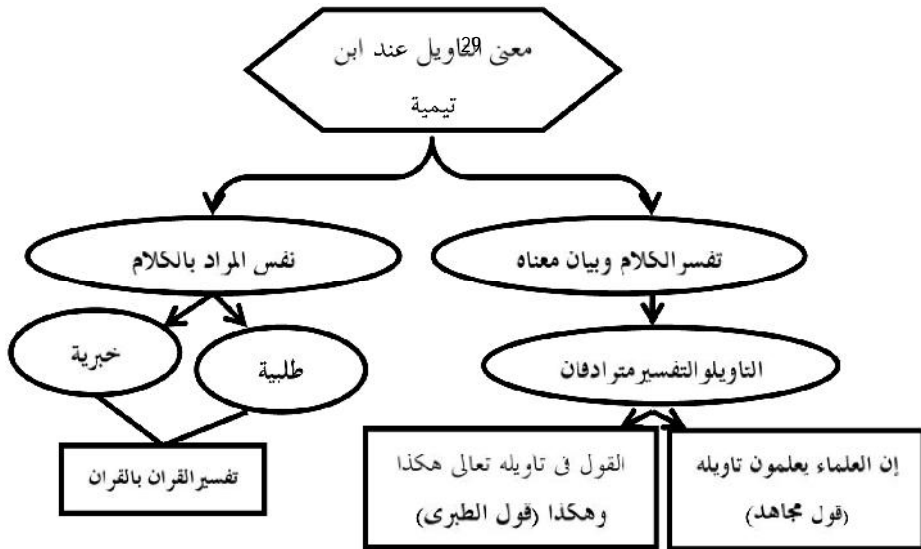 معنى التاويل29 عند ابن
تيمية
تفسر الكلام وبيان معناه
نفس المراد بالكلام
التاويلو التفسير مترادفان
خبرية
طلبية
إن العلماء يعلمون تاويله
(قول مجاهد)
القول فى تاويله تعالى هكذا
وهكذا (قول الطبرى)
تفسير القران بالقران